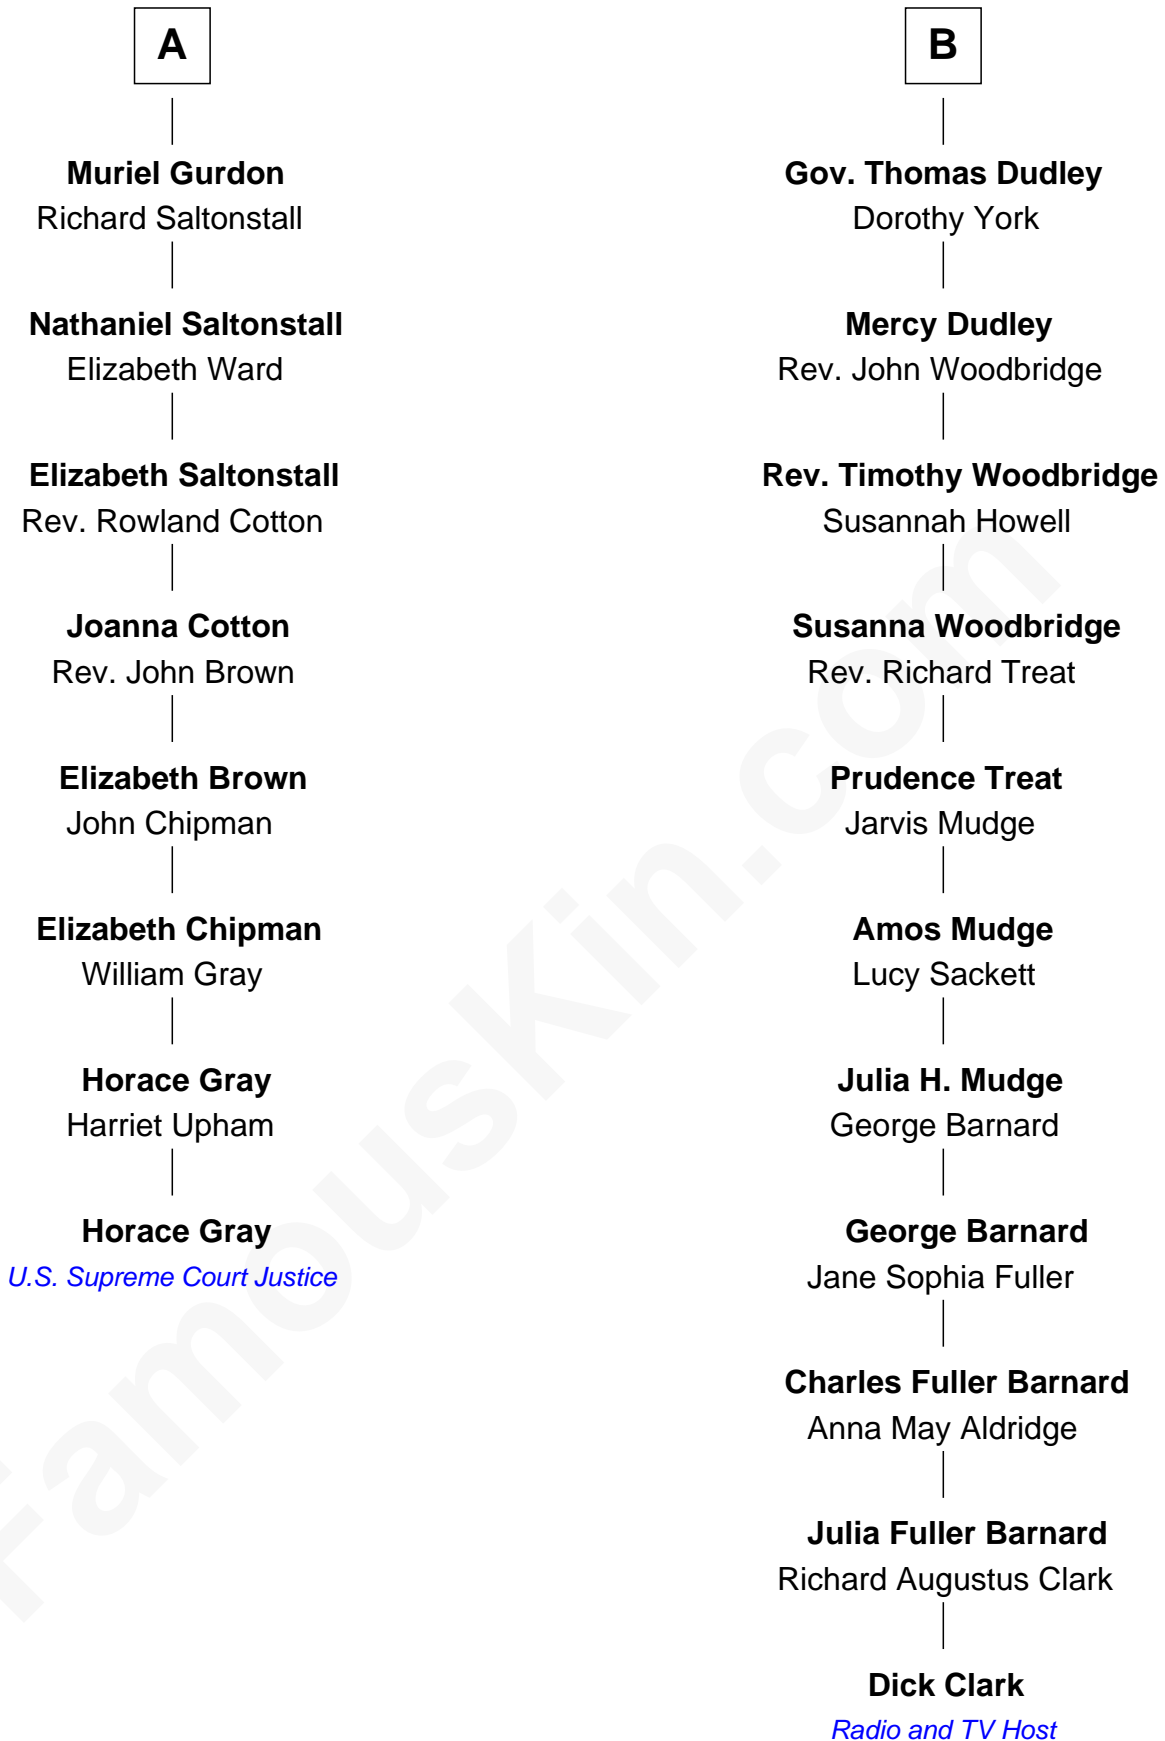 A
Muriel Gurdon
Richard Saltonstall
Nathaniel Saltonstall
Elizabeth Ward
Elizabeth Saltonstall
Rev. Rowland Cotton
Joanna Cotton
Rev. John Brown
Elizabeth Brown
John Chipman
Elizabeth Chipman
William Gray
Horace Gray
Harriet Upham
Horace Gray
U.S. Supreme Court Justice
B
Gov. Thomas Dudley
Dorothy York
Mercy Dudley
Rev. John Woodbridge
Rev. Timothy Woodbridge
Susannah Howell
Susanna Woodbridge
Rev. Richard Treat
Prudence Treat
Jarvis Mudge
Amos Mudge
Lucy Sackett
Julia H. Mudge
George Barnard
George Barnard
Jane Sophia Fuller
Charles Fuller Barnard
Anna May Aldridge
Julia Fuller Barnard
Richard Augustus Clark
Dick Clark
Radio and TV Host
FamousKin.com